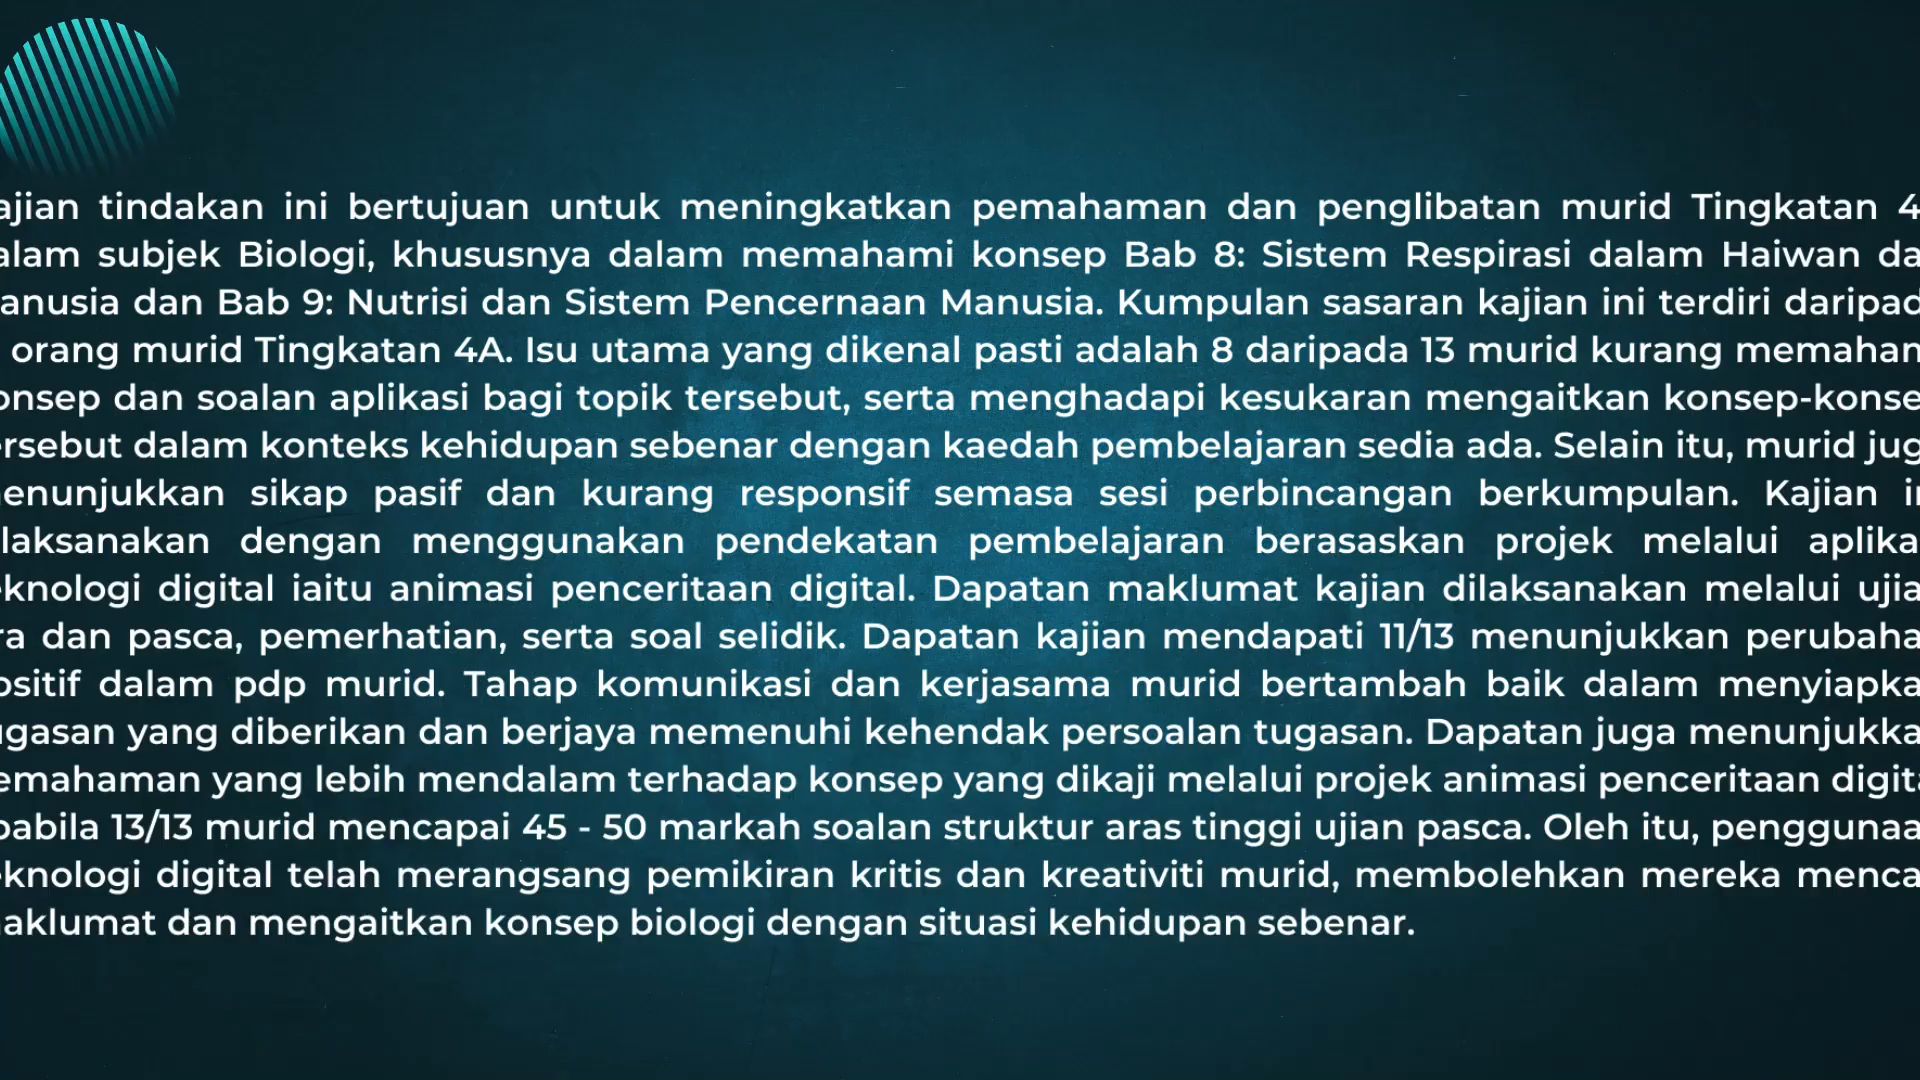 ajian tindakan ini bertujuan untuk meningkatkan pemahaman dan penglibatan murid Tingkatan 4
alam subjek Biologi, khususnya dalam memahami konsep Bab 8: Sistem Respirasi dalam Haiwan da
anusia dan Bab 9: Nutrisi dan Sistem Pencernaan Manusia. Kumpulan sasaran kajian ini terdiri daripad
orang murid Tingkatan 4A. Isu utama yang dikenal pasti adalah 8 daripada 13 murid kurang memaham
onsep dan soalan aplikasi bagi topik tersebut, serta menghadapi kesukaran mengaitkan konsep-konse
ersebut dalam konteks kehidupan sebenar dengan kaedah pembelajaran sedia ada. Selain itu, murid jug
enunjukkan sikap pasif dan kurang responsif semasa sesi perbincangan berkumpulan. Kajian i
laksanakan dengan menggunakan pendekatan pembelajaran berasaskan projek melalui aplika
eknologi digital iaitu animasi penceritaan digital. Dapatan maklumat kajian dilaksanakan melalui ujia
ra dan pasca, pemerhatian, serta soal selidik. Dapatan kajian mendapati 11/13 menunjukkan perubaha
ositif dalam pdp murid. Tahap komunikasi dan kerjasama murid bertambah baik dalam menyiapka
ugasan yang diberikan dan berjaya memenuhi kehendak persoalan tugasan. Dapatan juga menunjukka
emahaman yang lebih mendalam terhadap konsep yang dikaji melalui projek animasi penceritaan digita
pabila 13/13 murid mencapai 45 - 50 markah soalan struktur aras tinggi ujian pasca. Oleh itu, penggunaa
eknologi digital telah merangsang pemikiran kritis dan kreativiti murid, membolehkan mereka menca
aklumat dan mengaitkan konsep biologi dengan situasi kehidupan sebenar.